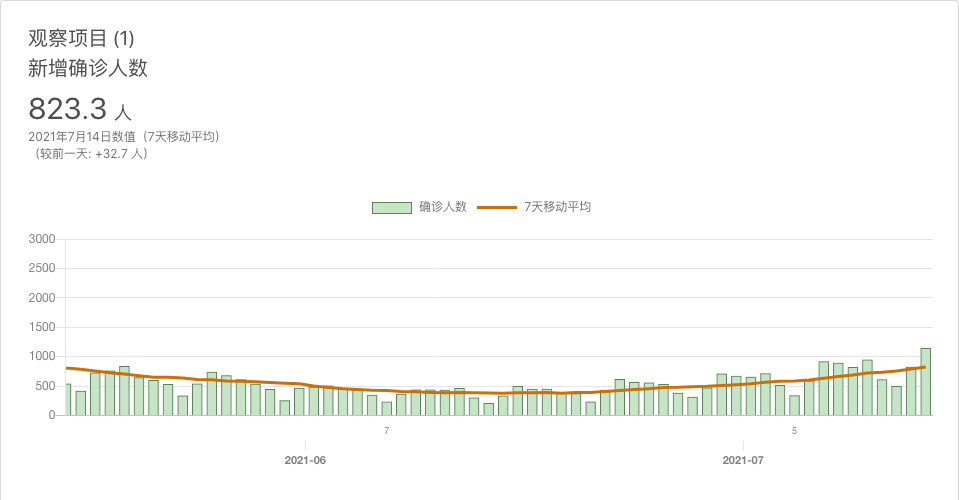 观察项目 (1)
新增确诊人数
823.3 人
2021年7月14日数值（7天移动平均）
（较前一天: +32.7 人）
确诊人数 7天移动平均
3000
2500
2000
1500
1000
500
0
7 5
2021-06 2021-07